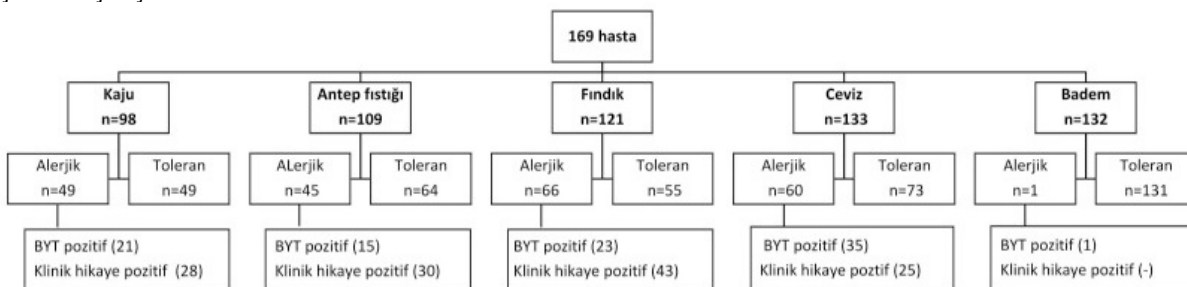 169 hasta
Kaju
n=98
Antep fıstığı
n=109
Fındık
n=121
Ceviz
n=133
Badem
n=132
Alerjik
n=49
Toleran
n=49
ALerjik
n=45
Toleran
n=64
Alerjik
n=66
Toleran
n=55
Alerjik
n=60
Toleran
n=73
Alerjik
n=1
Toleran
n=131
BYT pozitif (21)
Klinik hikaye pozitif (28)
BYT pozitif (15)
Klinik hikaye pozitif (30)
BYT pozitif (23)
Klinik hikaye pozitif (43)
BYT pozitif (35)
Klinik hikaye poztif (25)
BYT pozitif (1)
Klinik hikaye pozitif (-)